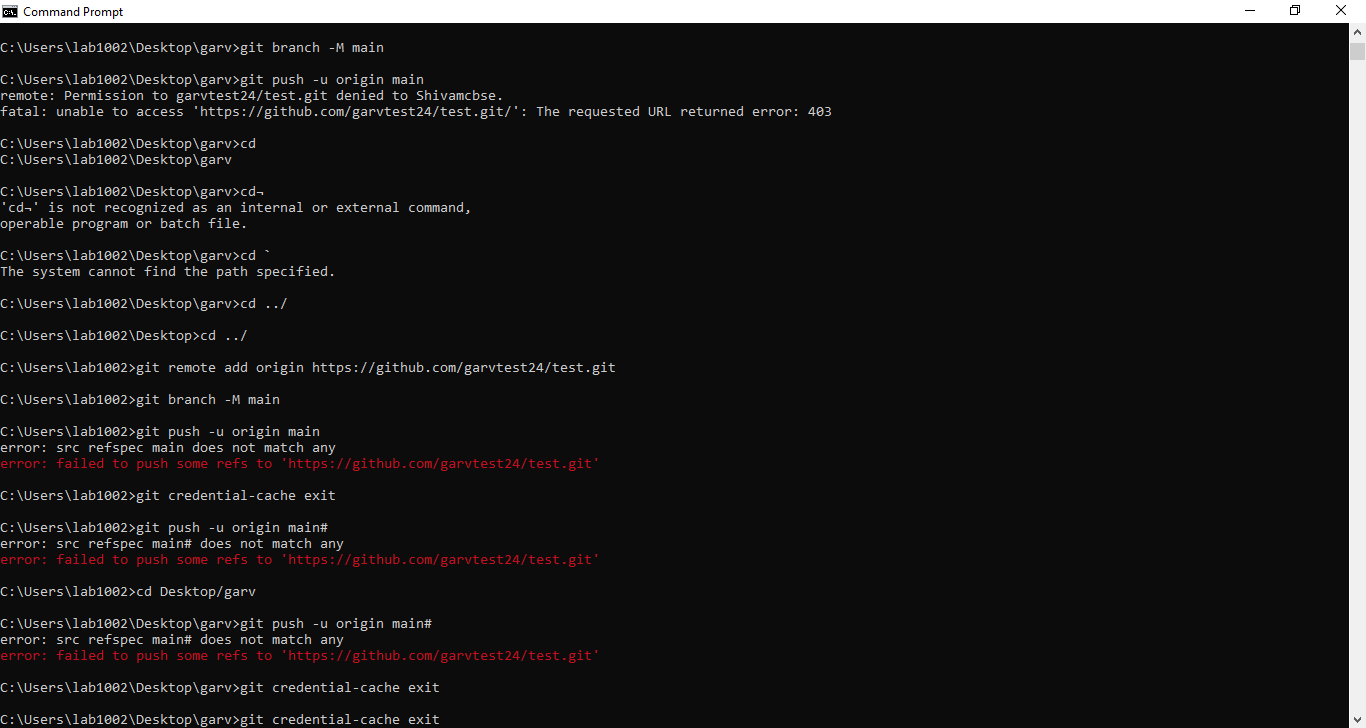 Command Prompt
C:\Users\lab1002\Desktop\garv>git branch -M main
C:\Users\lab1002\Desktop\garv>git push -u origin main
remote: Permission to garvtest24/test.git denied to Shivamcbse.
fatal: unable to access 'https://github.com/garvtest24/test.git/': The requested URL returned error: 403
C:\Users\lab1002\Desktop\garv>cd
C:\Users\lab1002\Desktop\garv
C:\Users\lab1002\Desktop\garv>cd¬
'cd¬' is not recognized as an internal or external command,
operable program or batch file.
C:\Users\lab1002\Desktop\garv>cd `
The system cannot find the path specified.
C:\Users\lab1002\Desktop\garv>cd ../
C:\Users\lab1002\Desktop>cd ../
C:\Users\lab1002>git remote add origin https://github.com/garvtest24/test.git
C:\Users\lab1002>git branch -M main
C:\Users\lab1002>git push -u origin main
error: src refspec main does not match any
error: failed to push some refs to 'https://github.com/garvtest24/test.git'
C:\Users\lab1002>git credential-cache exit
C:\Users\lab1002>git push -u origin main#
error: src refspec main# does not match any
error: failed to push some refs to 'https://github.com/garvtest24/test.git'
C:\Users\lab1002>cd Desktop/garv
C:\Users\lab1002\Desktop\garv>git push -u origin main#
error: src refspec main# does not match any
error: failed to push some refs to 'https://github.com/garvtest24/test.git'
C:\Users\lab1002\Desktop\garv>git credential-cache exit
C:\Users\lab1002\Desktop\garv>git credential-cache exit